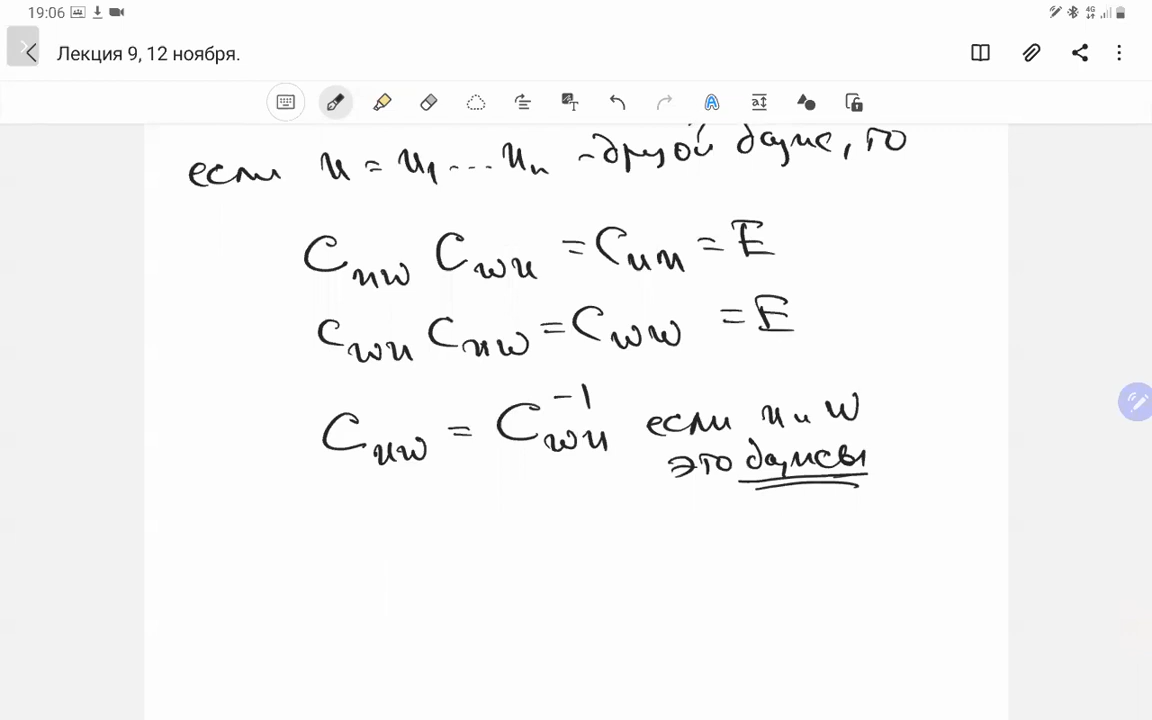 19:06
4G
Лекция 9, 12 ноября.
если u = u₁ ... uₙ - другой базис, то
C_uw C_wu = C_uu = E
C_wu C_uw = C_ww = E
C_uw = C_wu^-1 если u и w
это базисы